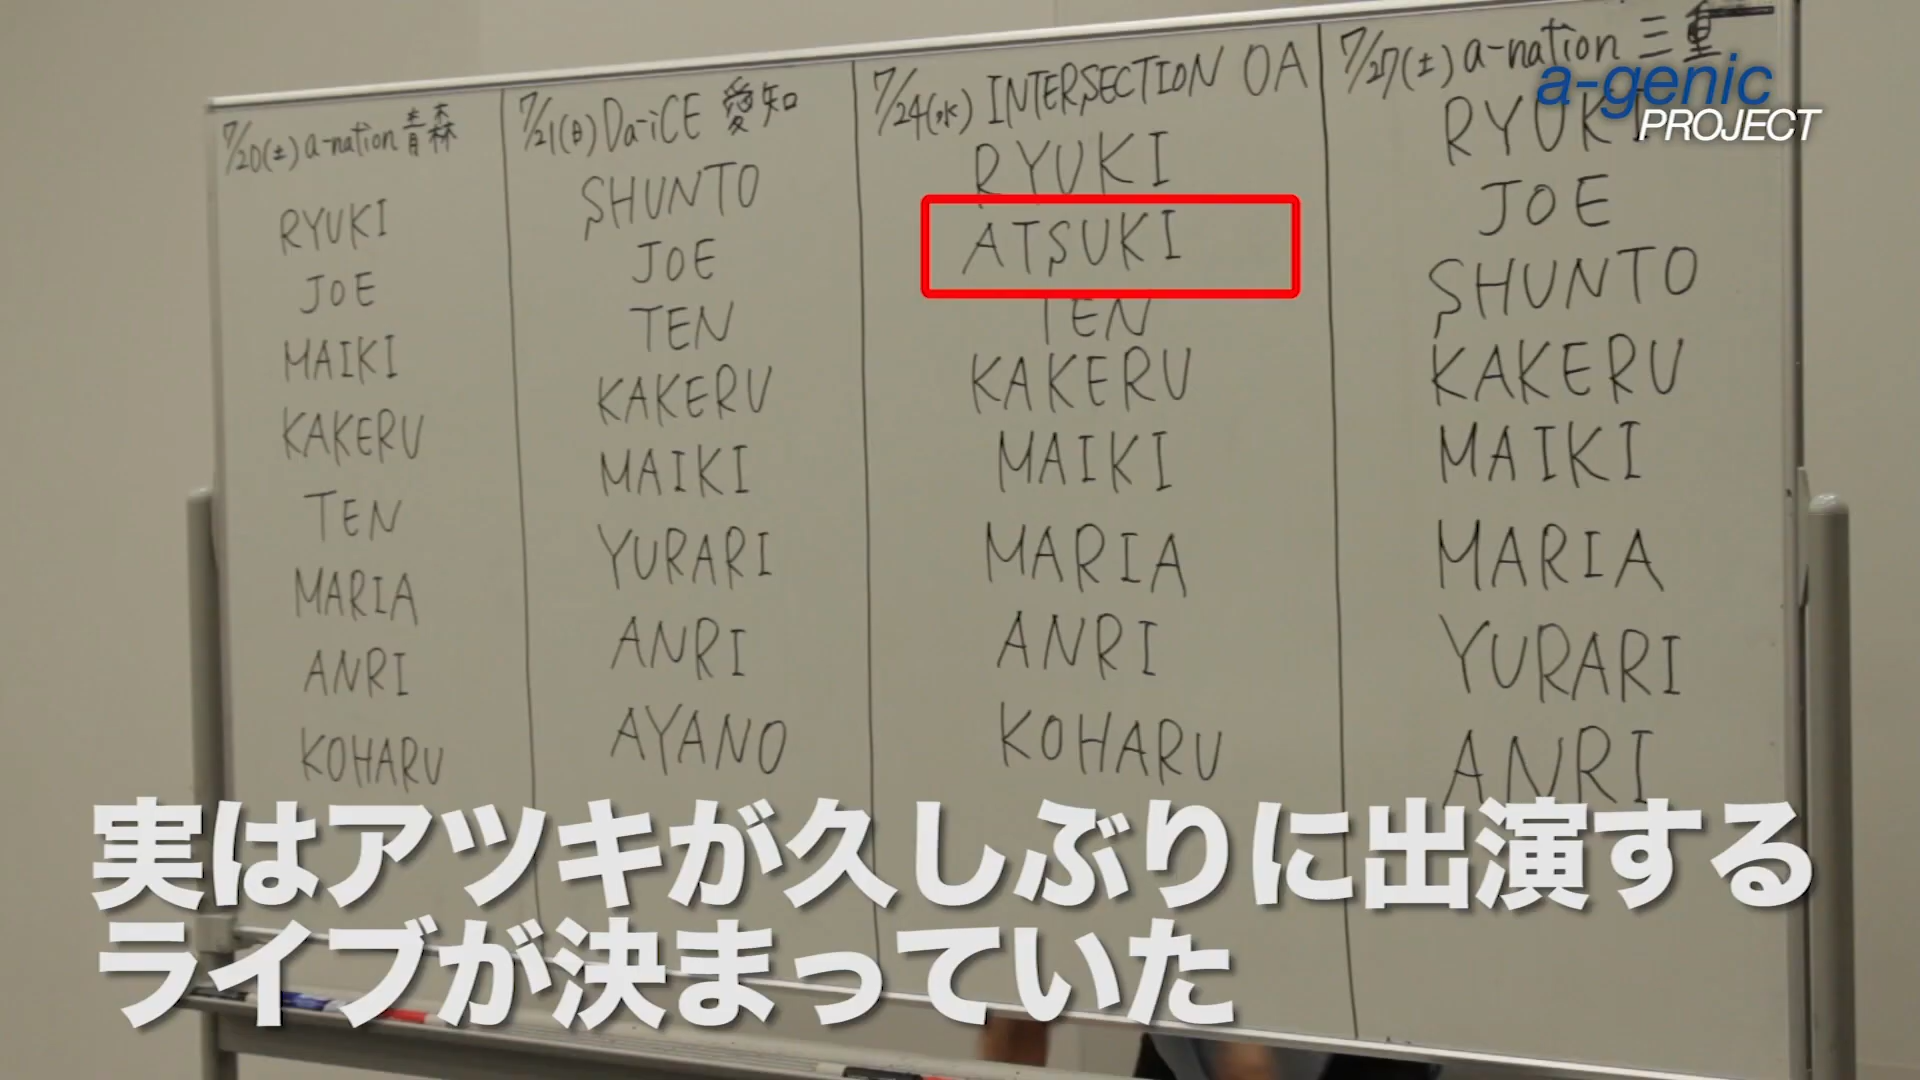 7/20(土) a-nation 青森
RYUKI
JOE
MAIKI
KAKERU
TEN
MARIA
ANRI
KOHARU
7/21(日) Da-iCE 愛知
SHUNTO
JOE
TEN
KAKERU
MAIKI
YURARI
ANRI
AYANO
7/24(水) INTERSECTION OA
RYUKI
ATSUKI
TEN
KAKERU
MAIKI
MARIA
ANRI
KOHARU
7/27(土) a-nation 三重
RYUKI
JOE
SHUNTO
KAKERU
MAIKI
MARIA
YURARI
ANRI
a-genic
PROJECT
実はアツキが久しぶりに出演する
ライブが決まっていた